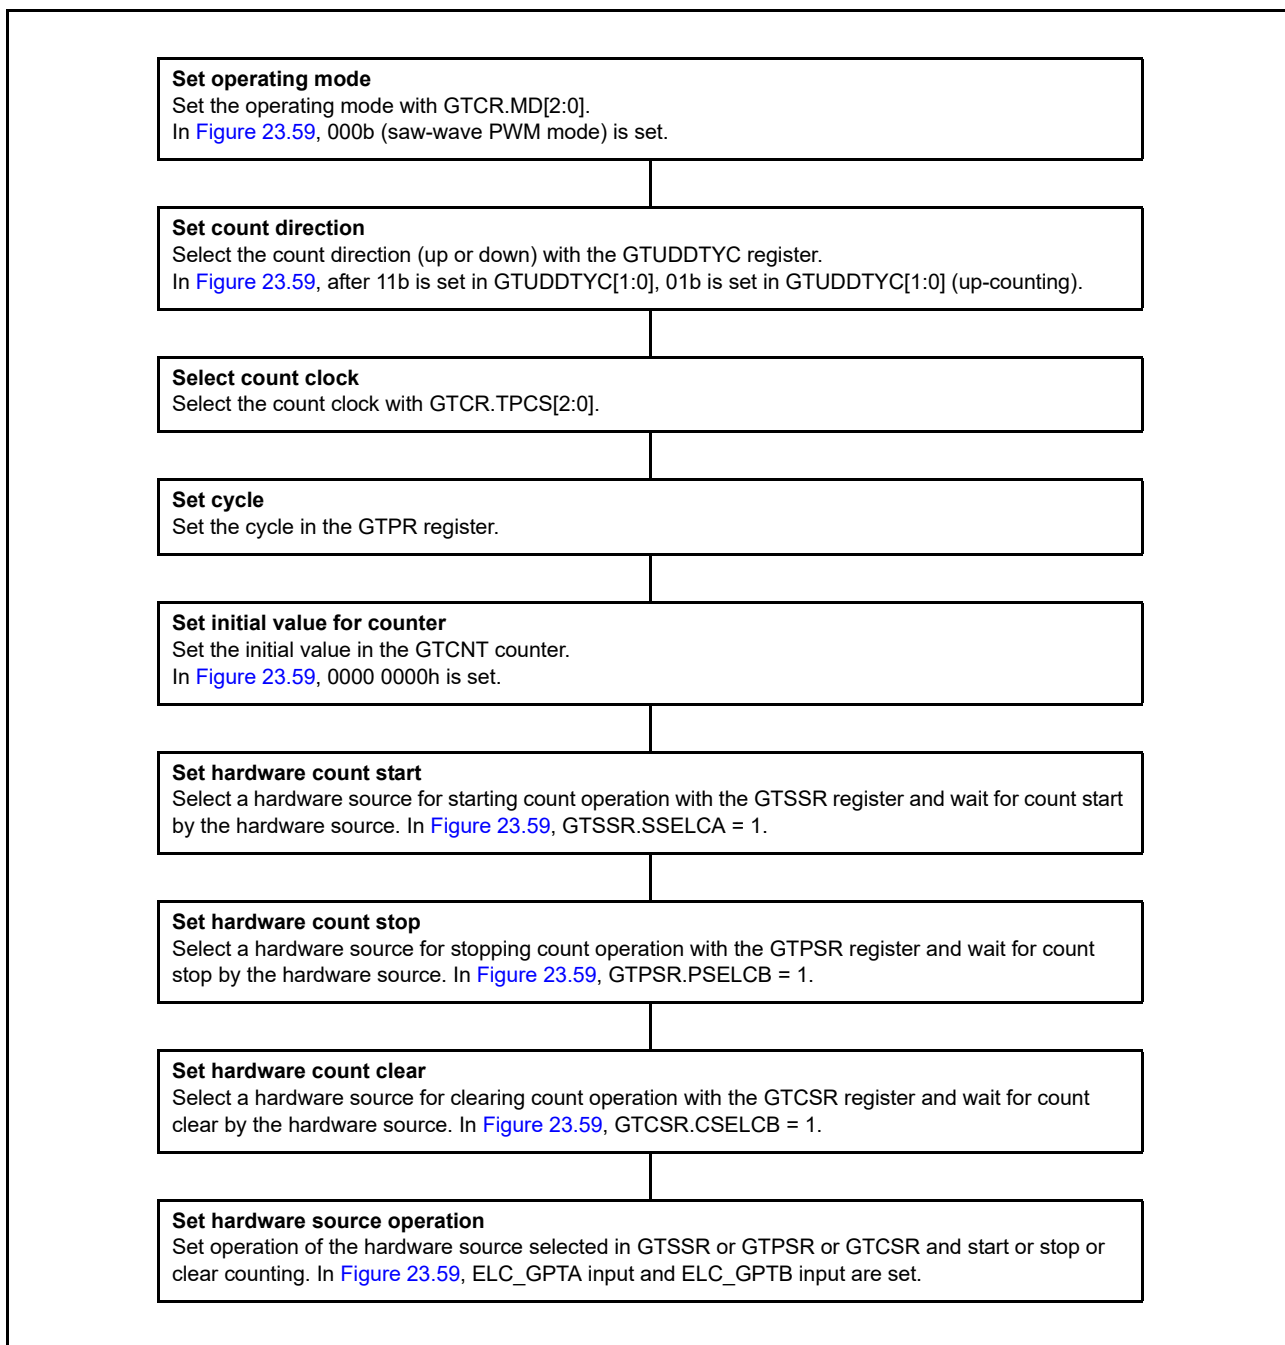 Set operating mode
Set the operating mode with GTCR.MD[2:0].
In Figure 23.59, 000b (saw-wave PWM mode) is set.
Set count direction
Select the count direction (up or down) with the GTUDDTYC register.
In Figure 23.59, after 11b is set in GTUDDTYC[1:0], 01b is set in GTUDDTYC[1:0] (up-counting).
Select count clock
Select the count clock with GTCR.TPCS[2:0].
Set cycle
Set the cycle in the GTPR register.
Set initial value for counter
Set the initial value in the GTCNT counter.
In Figure 23.59, 0000 0000h is set.
Set hardware count start
Select a hardware source for starting count operation with the GTSSR register and wait for count start
by the hardware source. In Figure 23.59, GTSSR.SSELCA = 1.
Set hardware count stop
Select a hardware source for stopping count operation with the GTPSR register and wait for count
stop by the hardware source. In Figure 23.59, GTPSR.PSELCB = 1.
Set hardware count clear
Select a hardware source for clearing count operation with the GTCSR register and wait for count
clear by the hardware source. In Figure 23.59, GTCSR.CSELCB = 1.
Set hardware source operation
Set operation of the hardware source selected in GTSSR or GTPSR or GTCSR and start or stop or
clear counting. In Figure 23.59, ELC_GPTA input and ELC_GPTB input are set.